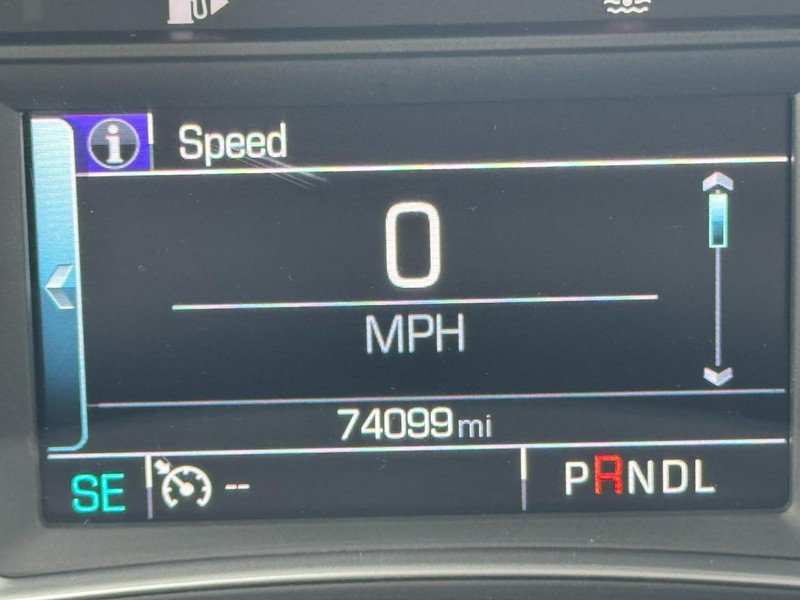 Speed
0
MPH
74099 mi
SE -- PRNDL